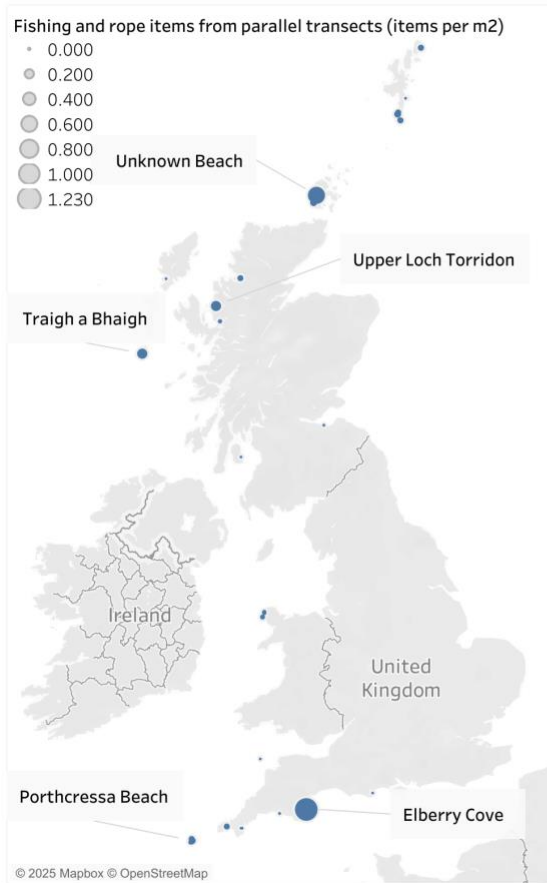 Fishing and rope items from parallel transects (items per m2)
0.000
0.200
0.400
0.600
0.800
1.000
1.230
Unknown Beach
Upper Loch Torridon
Traigh a Bhaigh
Ireland
United
Kingdom
Porthcressa Beach
Elberry Cove
© 2025 Mapbox © OpenStreetMap